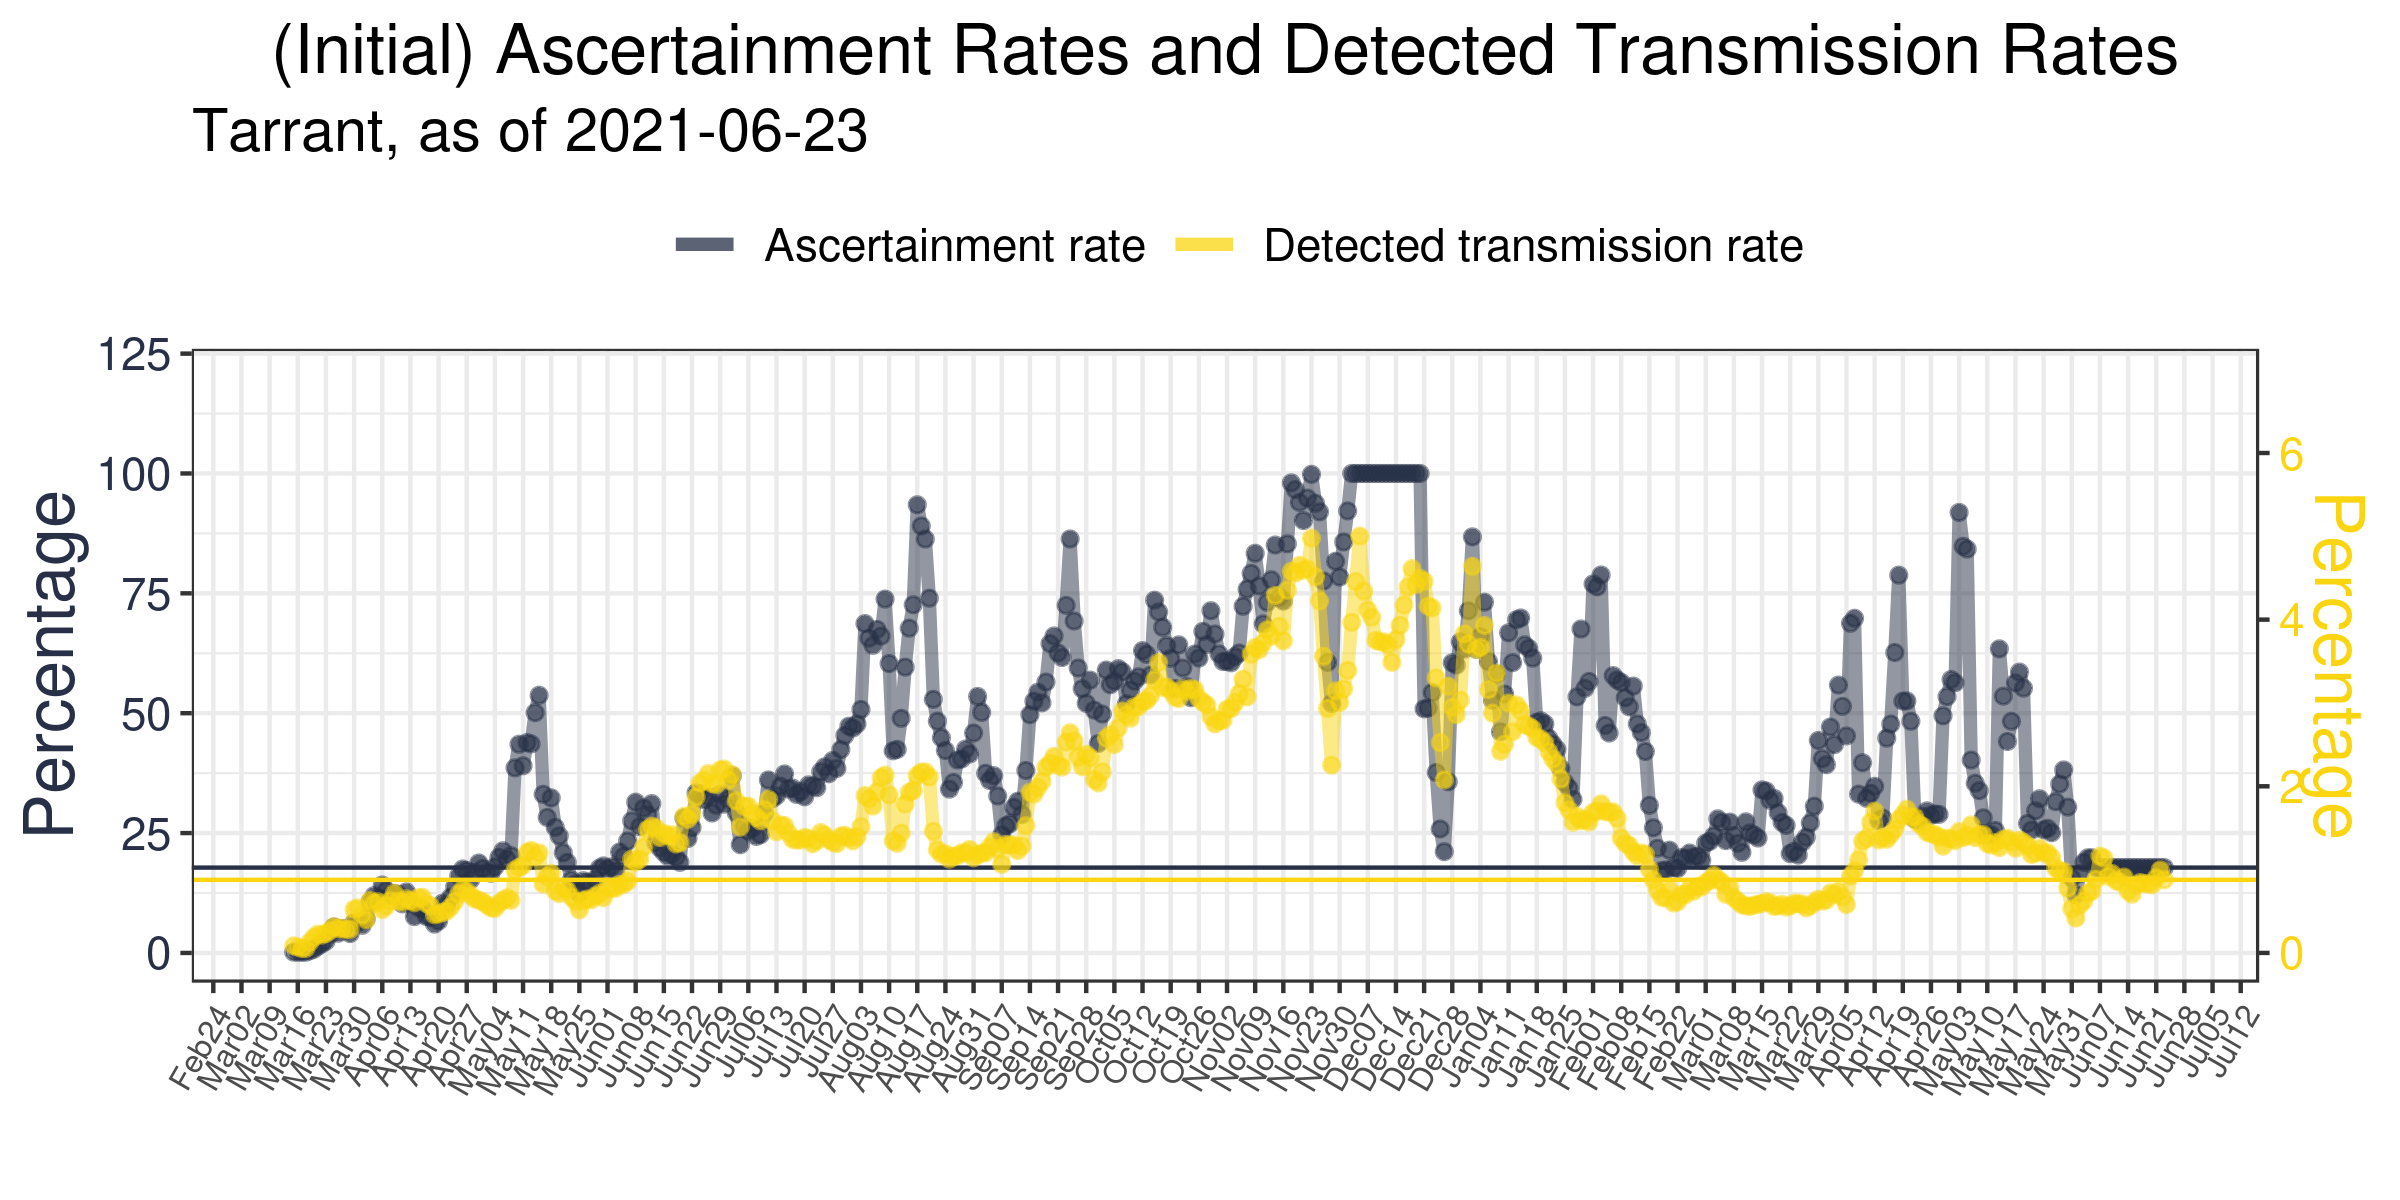 (Initial) Ascertainment Rates and Detected Transmission Rates
Tarrant, as of 2021-06-23
Ascertainment rate
Detected transmission rate
Percentage
125
100
75
50
25
0
6
4
2
0
Percentage
Feb24
Mar02
Mar09
Mar16
Mar23
Mar30
Apr06
Apr13
Apr20
Apr27
May04
May11
May18
May25
Jun01
Jun08
Jun15
Jun22
Jun29
Jul06
Jul13
Jul20
Jul27
Aug03
Aug10
Aug17
Aug24
Aug31
Sep07
Sep14
Sep21
Sep28
Oct05
Oct12
Oct19
Oct26
Nov02
Nov09
Nov16
Nov23
Nov30
Dec07
Dec14
Dec21
Dec28
Jan04
Jan11
Jan18
Jan25
Feb01
Feb08
Feb15
Feb22
Mar01
Mar08
Mar15
Mar22
Mar29
Apr05
Apr12
Apr19
Apr26
May03
May10
May17
May24
May31
Jun07
Jun14
Jun21
Jun28
Jul05
Jul12